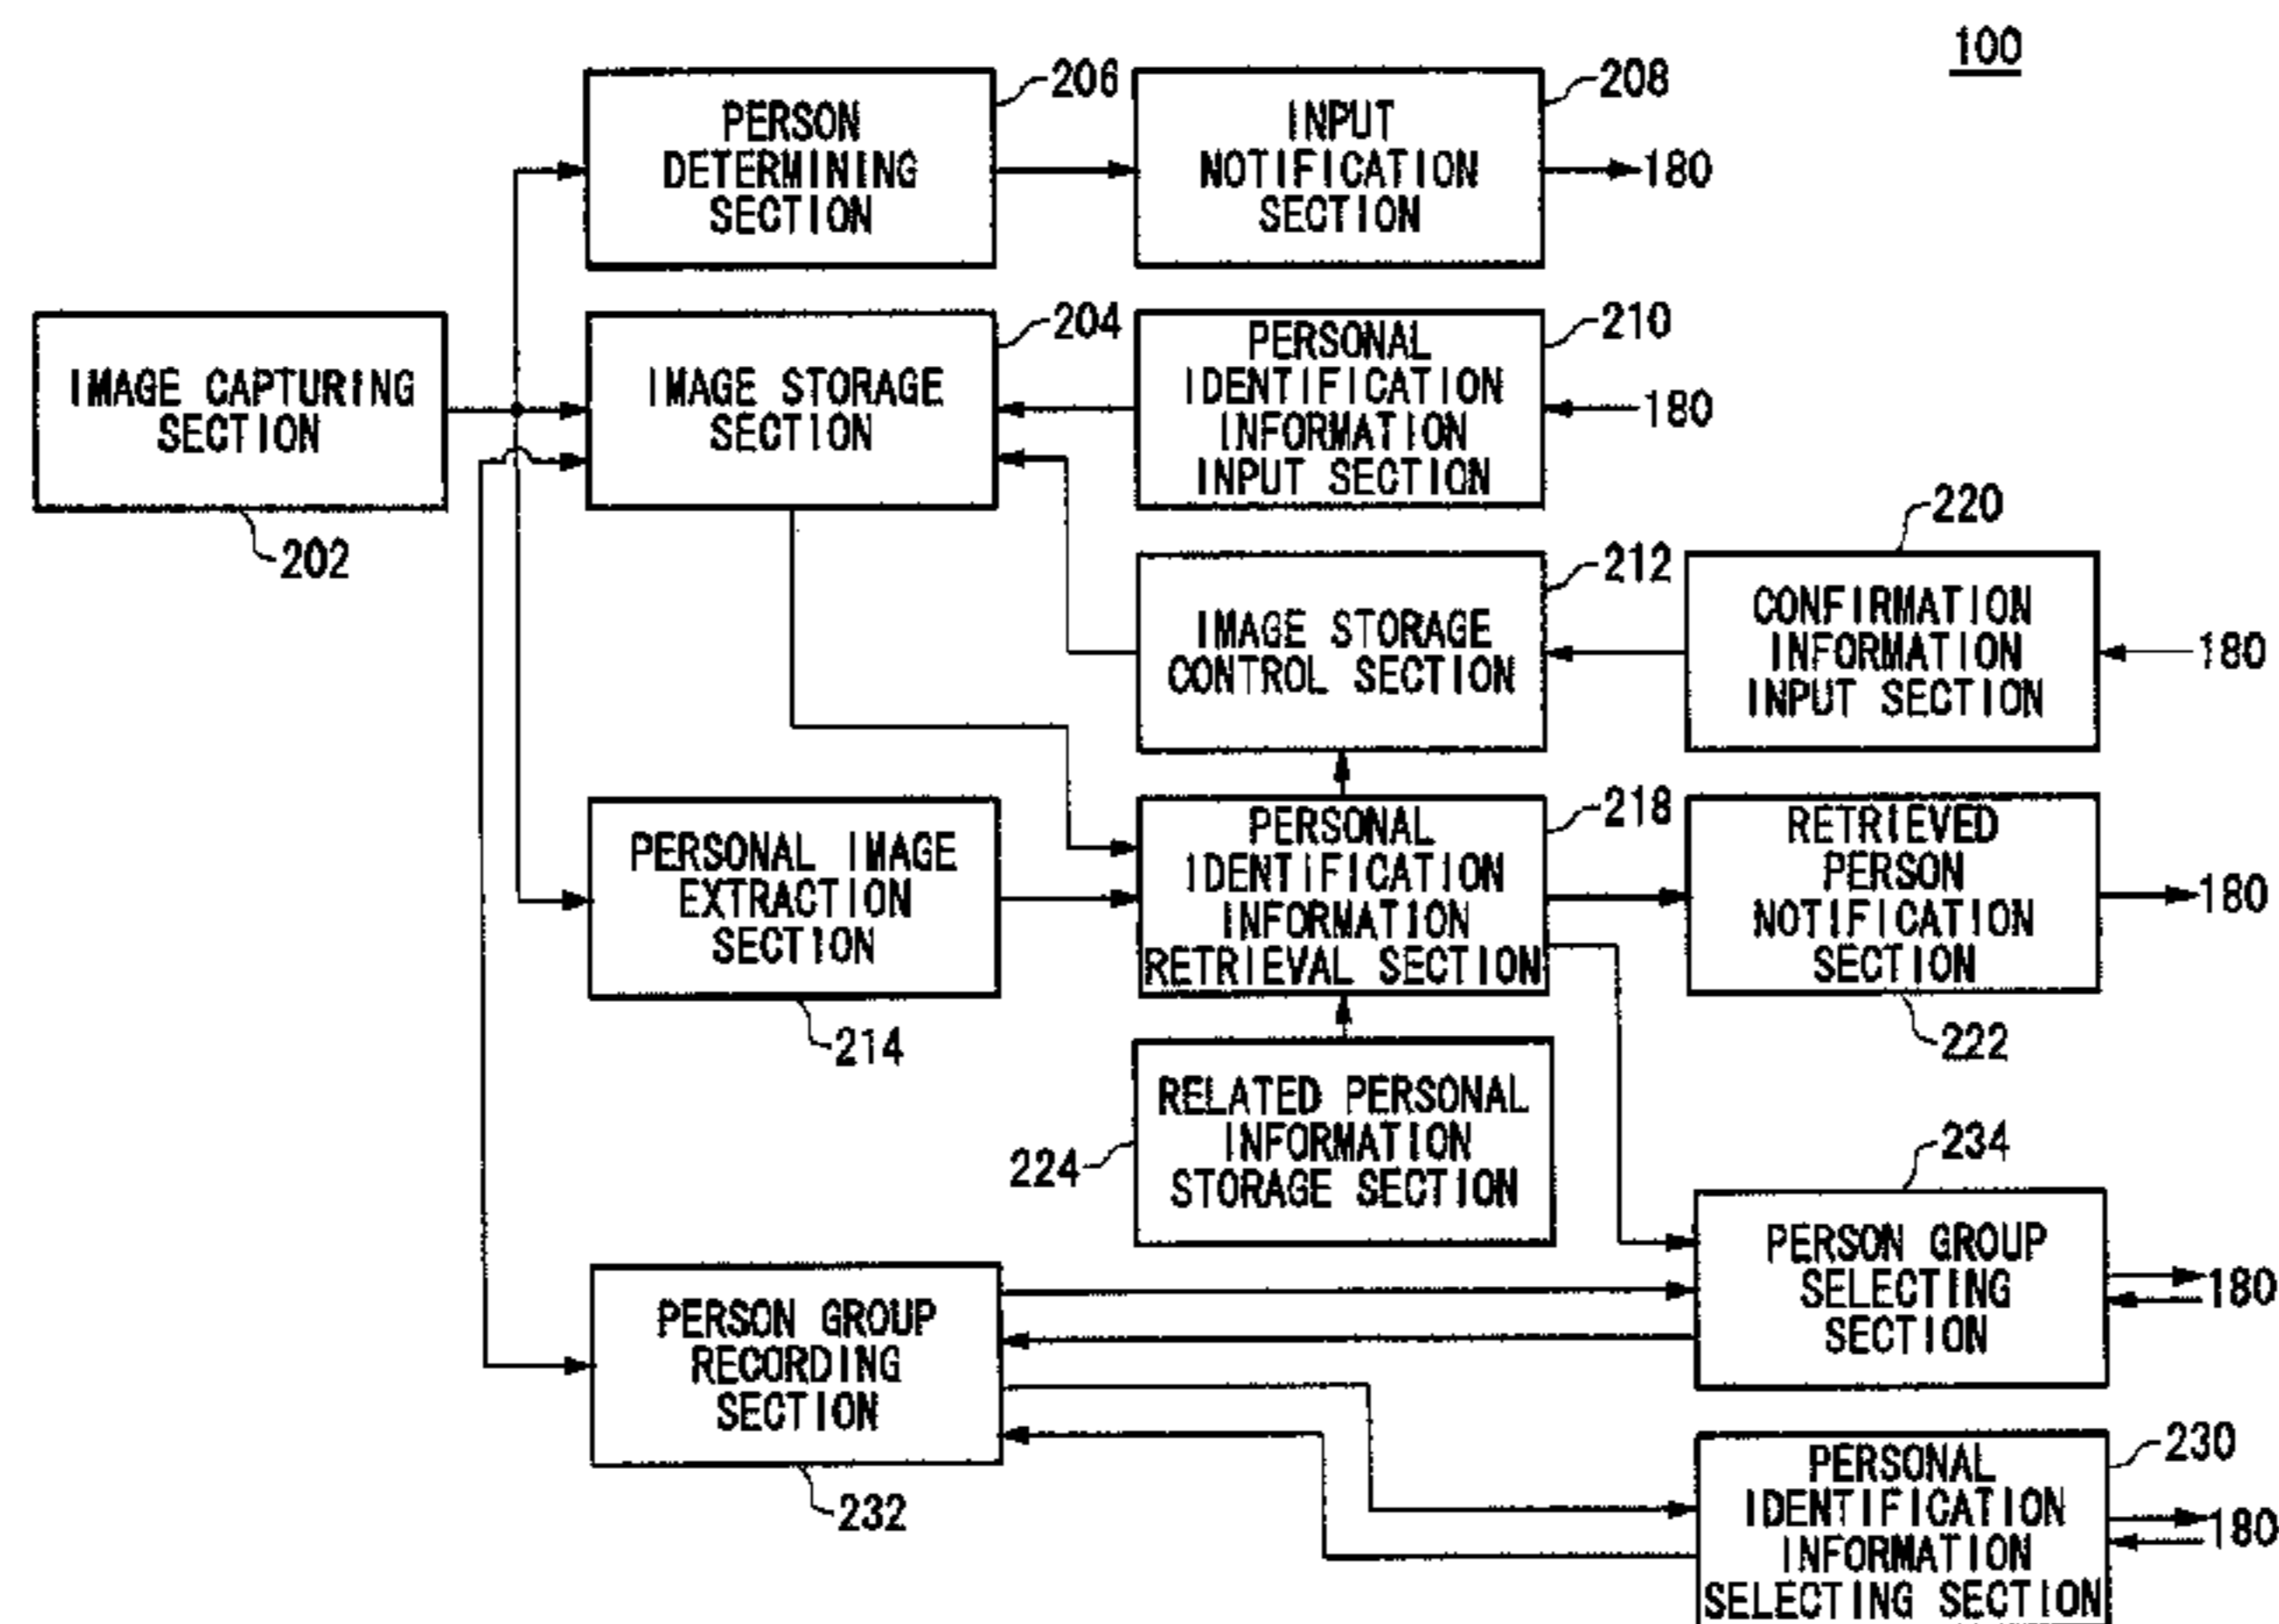 100
206
PERSON
DETERMINING
SECTION
208
INPUT
NOTIFICATION
SECTION
180
IMAGE CAPTURING
SECTION
202
204
IMAGE STORAGE
SECTION
210
PERSONAL
IDENTIFICATION
INFORMATION
INPUT SECTION
180
212
IMAGE STORAGE
CONTROL SECTION
220
CONFIRMATION
INFORMATION
INPUT SECTION
180
PERSONAL IMAGE
EXTRACTION
SECTION
214
218
PERSONAL
IDENTIFICATION
INFORMATION
RETRIEVAL SECTION
RETRIEVED
PERSON
NOTIFICATION
SECTION
180
222
RELATED PERSONAL
INFORMATION
STORAGE SECTION
224
234
PERSON GROUP
SELECTING
SECTION
180
PERSON GROUP
RECORDING
SECTION
232
230
PERSONAL
IDENTIFICATION
INFORMATION
SELECTING SECTION
180